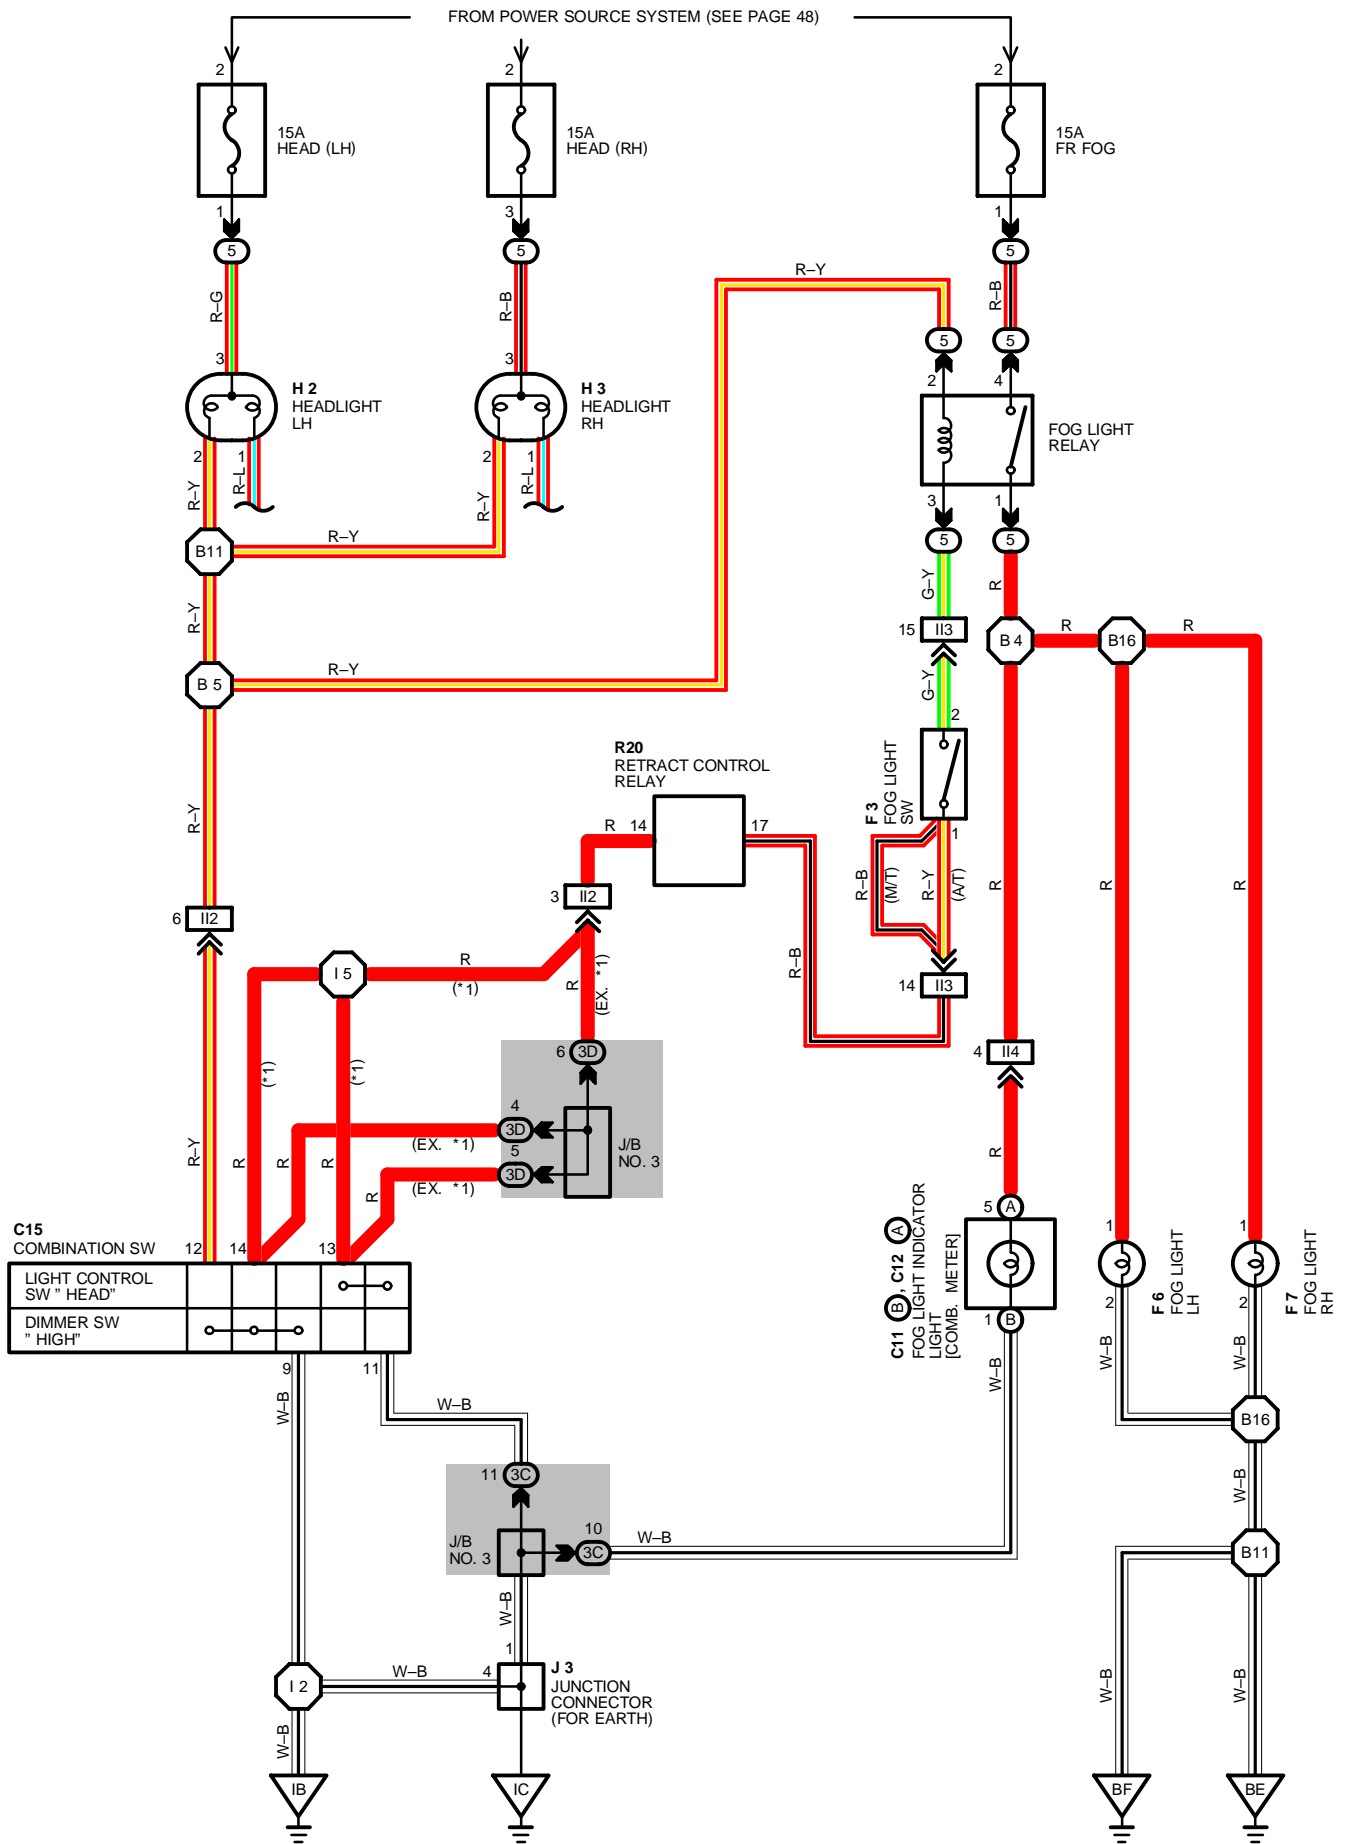 FROM POWER SOURCE SYSTEM (SEE PAGE 48)
2
2
2
15A
HEAD (LH)
15A
HEAD (RH)
15A
FR FOG
1
3
1
5
5
5
R–G
R–B
R–Y
R–B
5
5
3
3
2
4
H 2
HEADLIGHT
LH
H 3
HEADLIGHT
RH
FOG LIGHT
RELAY
2
1
2
1
R–Y
R–L
R–Y
R–L
3
1
B11
R–Y
5
5
R–Y
G–Y
R
15
II3
B 4
R
B16
R
B 5
R–Y
G–Y
2
R20
RETRACT CONTROL
RELAY
F 3
FOG LIGHT
SW
R–Y
R
14
17
1
R–B
(M/T)
R–Y
(A/T)
R
R
R
3
II2
6
II2
I 5
R
(*1)
R
(EX. *1)
R–B
14
II3
6
3D
4
II4
(*1)
(*1)
4
3D
(EX. *1)
5
3D
(EX. *1)
J/B
NO. 3
R–Y
R
R
R
R
R
5
A
C15
COMBINATION SW
12
14
13
LIGHT CONTROL
SW " HEAD"
DIMMER SW
" HIGH"
C11 B , C12 A
FOG LIGHT INDICATOR
LIGHT
[COMB. METER]
1
B
1
1
F 6
FOG LIGHT
LH
F 7
FOG LIGHT
RH
2
2
9
11
W–B
W–B
W–B
W–B
W–B
B16
11
3C
J/B
NO. 3
10
3C
W–B
W–B
B11
W–B
1
I 2
W–B
4
J 3
JUNCTION
CONNECTOR
(FOR EARTH)
W–B
W–B
W–B
IB
IC
BF
BE